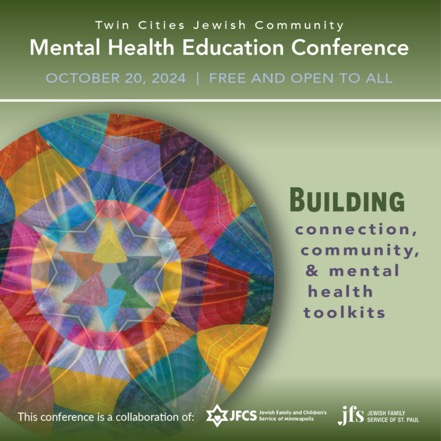 Twin Cities Jewish Community
Mental Health Education Conference
OCTOBER 20, 2024 | FREE AND OPEN TO ALL
BUILDING
connection,
community,
& mental
health
toolkits
This conference is a collaboration of:
JFCS Jewish Family and Children's
Service of Minneapolis
jfs JEWISH FAMILY
SERVICE OF ST. PAUL